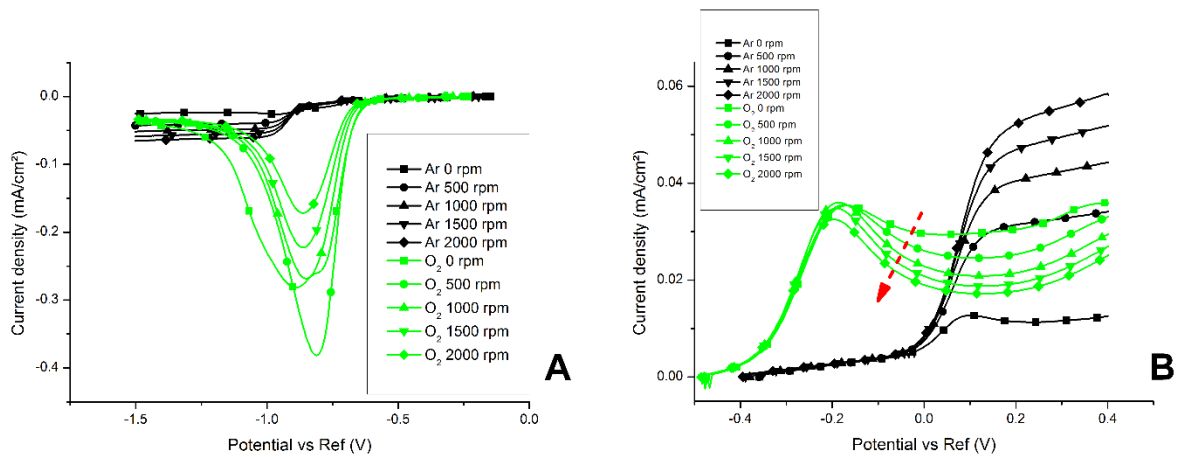 0.0
-0.1
-0.2
-0.3
-0.4
Current density (mA/cm²)
-1.5
-1.0
-0.5
0.0
Potential vs Ref (V)
Ar 0 rpm
Ar 500 rpm
Ar 1000 rpm
Ar 1500 rpm
Ar 2000 rpm
O₂ 0 rpm
O₂ 500 rpm
O₂ 1000 rpm
O₂ 1500 rpm
O₂ 2000 rpm
A
0.06
0.04
0.02
0.00
Current density (mA/cm²)
-0.4
-0.2
0.0
0.2
0.4
Potential vs Ref (V)
Ar 0 rpm
Ar 500 rpm
Ar 1000 rpm
Ar 1500 rpm
Ar 2000 rpm
O₂ 0 rpm
O₂ 500 rpm
O₂ 1000 rpm
O₂ 1500 rpm
O₂ 2000 rpm
B